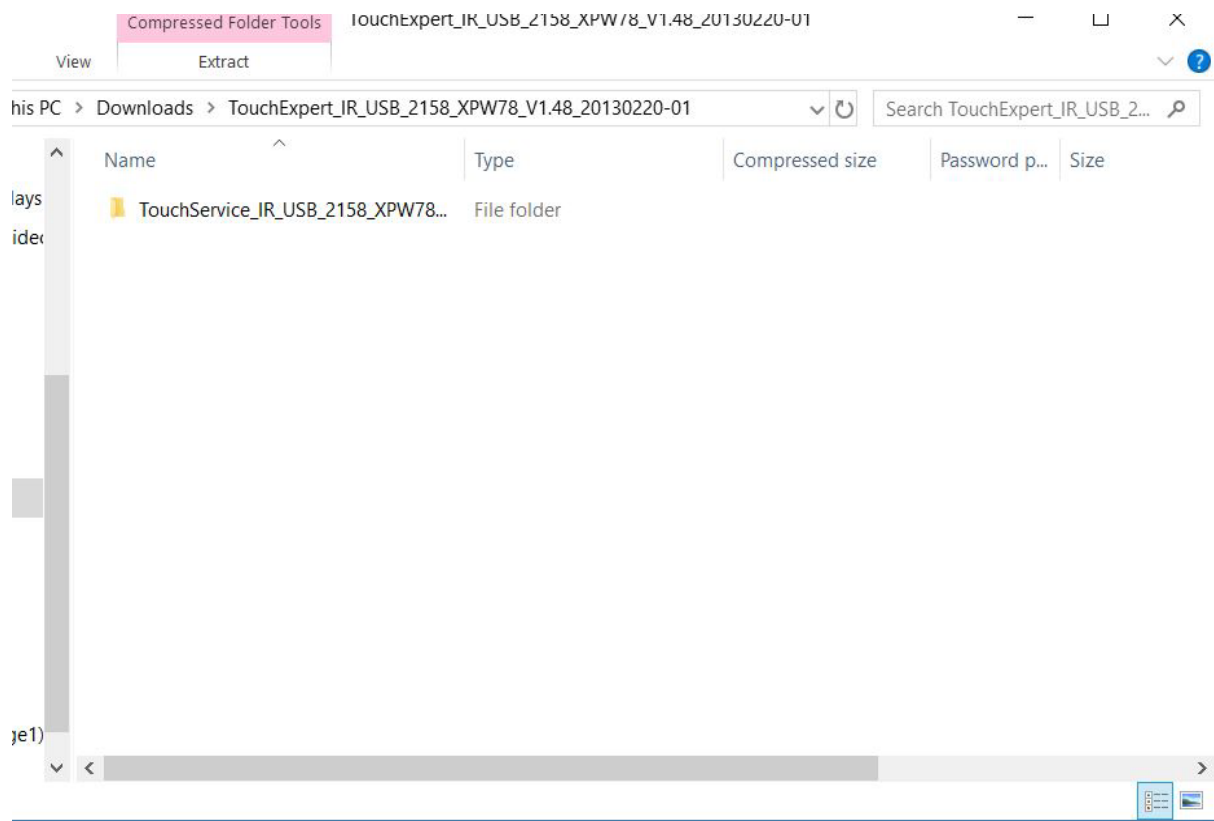 Compressed Folder Tools TouchExpert_IR_USB_2158_XPW78_V1.48_20130220-01
View Extract ?
his PC > Downloads > TouchExpert_IR_USB_2158_XPW78_V1.48_20130220-01 Search TouchExpert_IR_USB_2...
Name Type Compressed size Password p... Size
lays
TouchService_IR_USB_2158_XPW78... File folder
ideo
ge1)